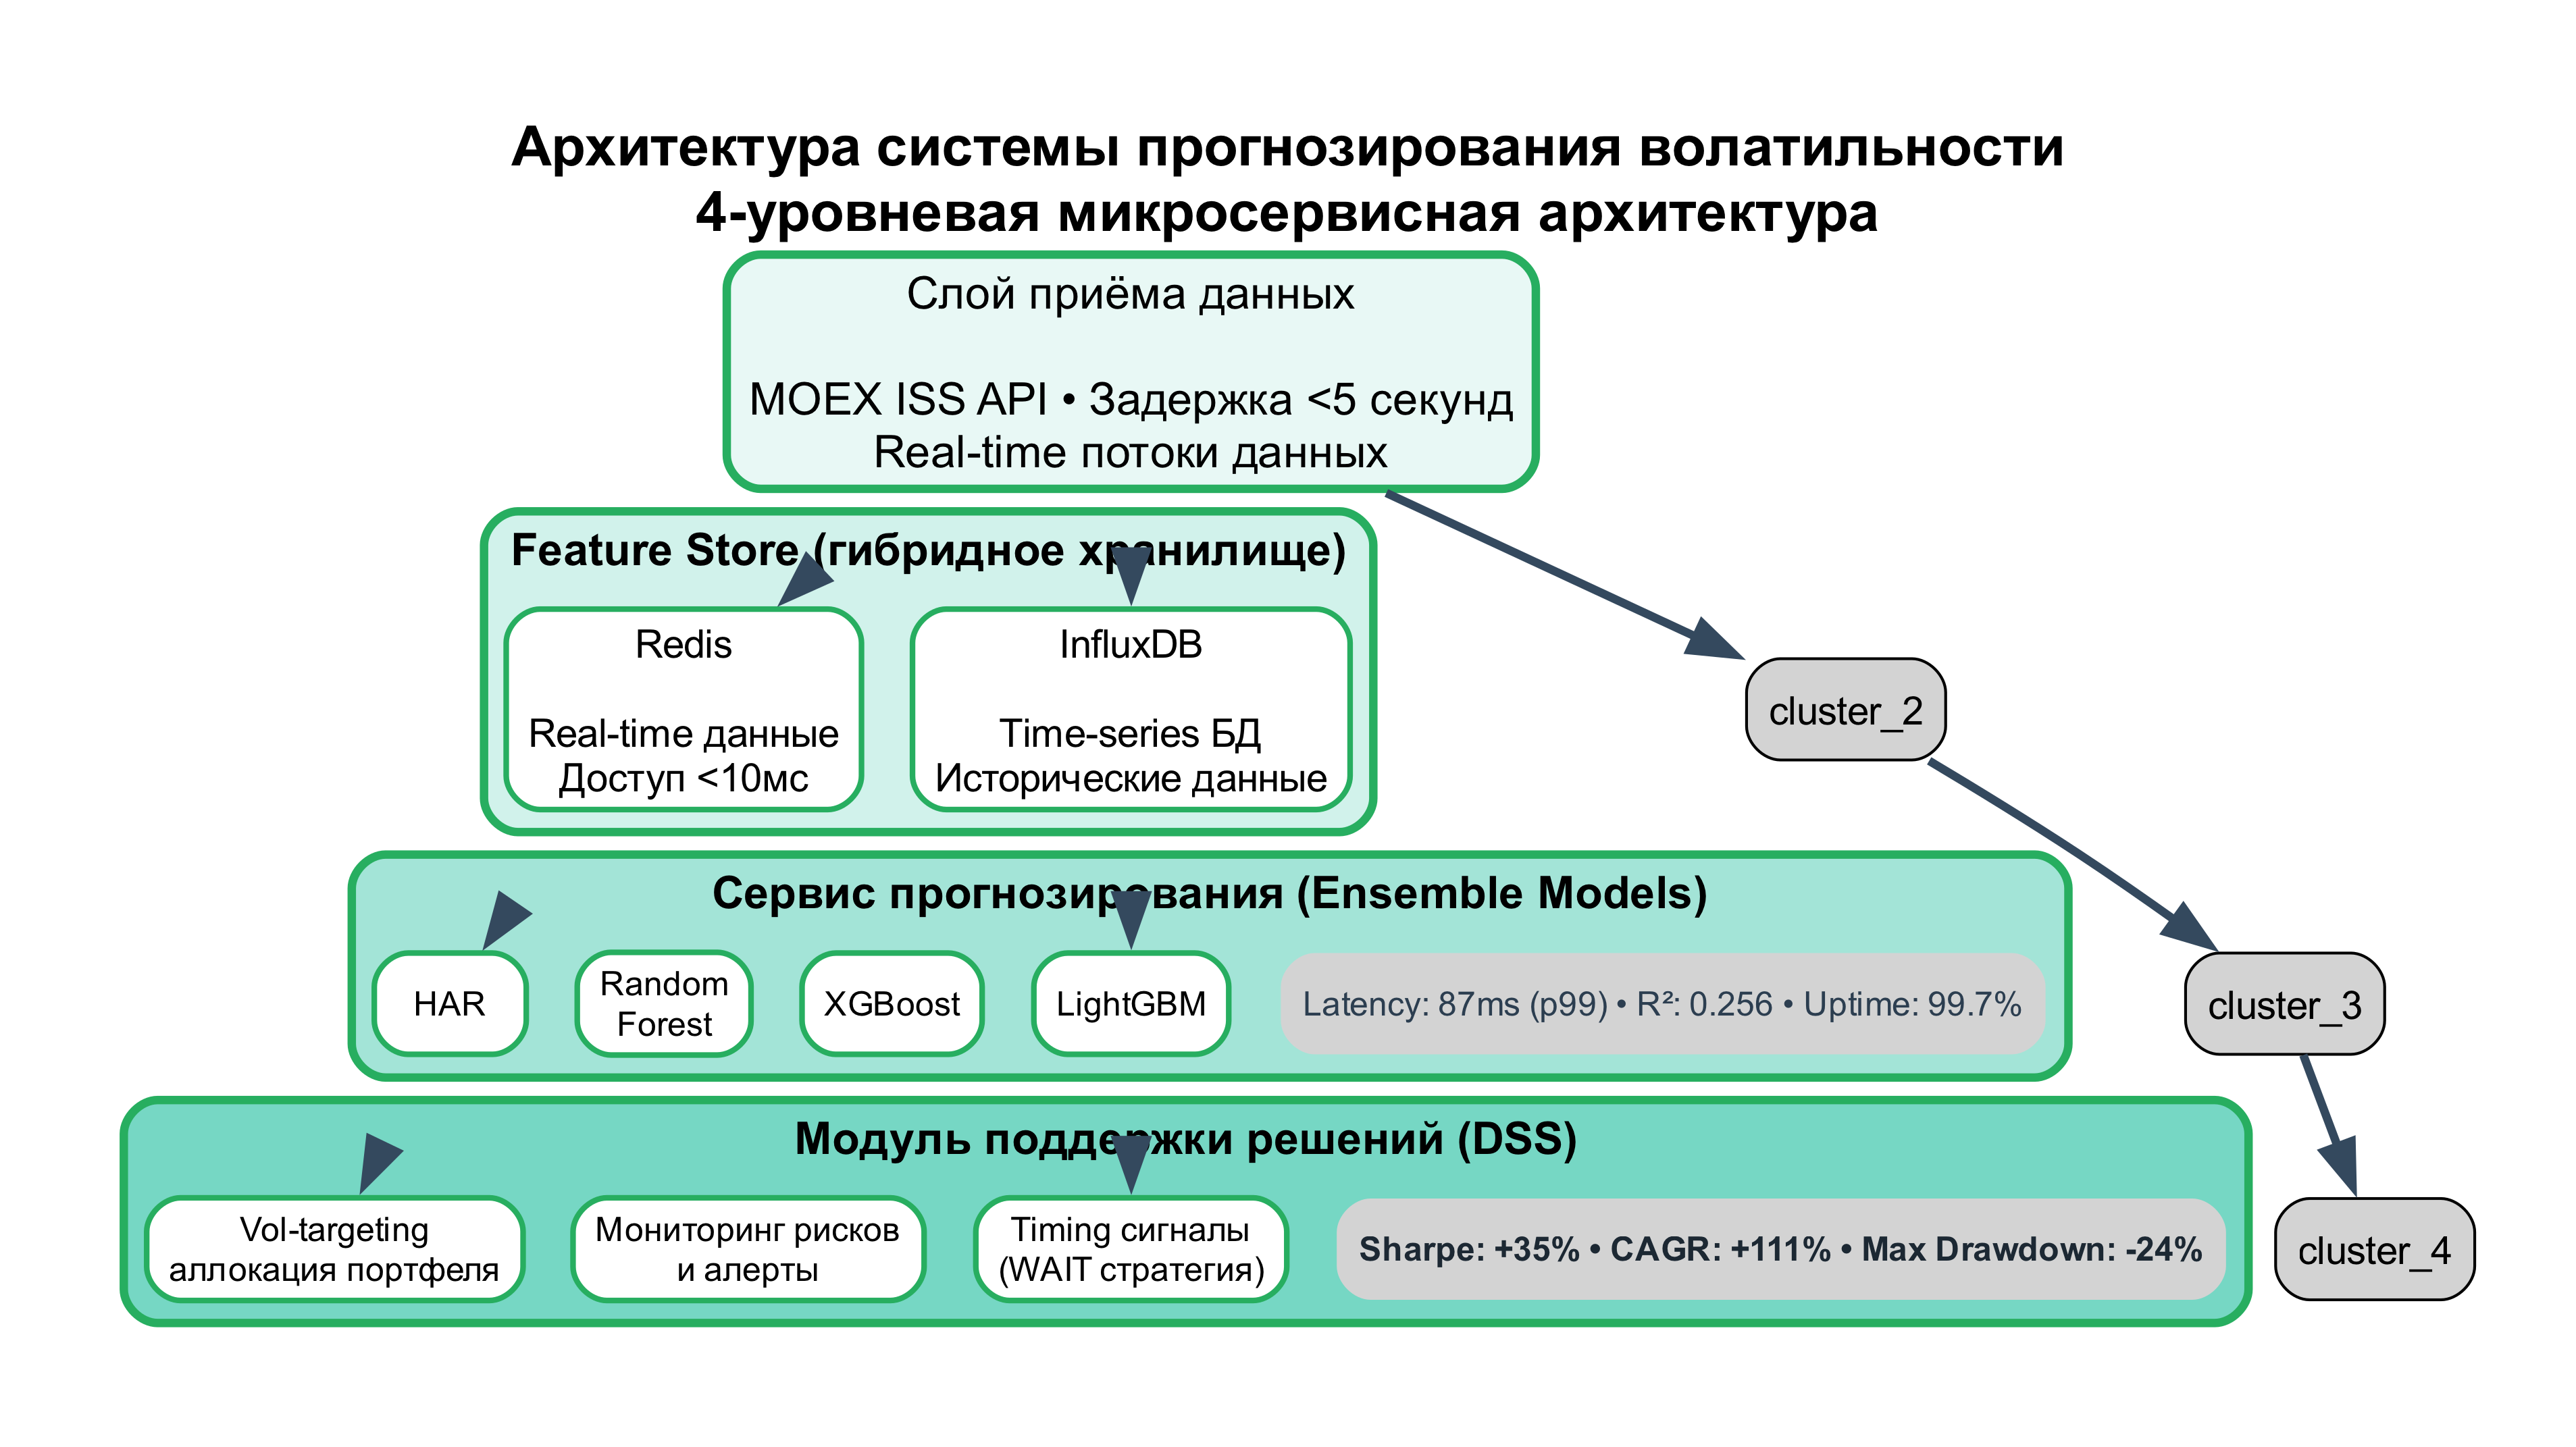 Архитектура системы прогнозирования волатильности
4-уровневая микросервисная архитектура
Слой приёма данных
MOEX ISS API • Задержка <5 секунд
Real-time потоки данных
Feature Store (гибридное хранилище)
Redis
Real-time данные
Доступ <10мс
InfluxDB
Time-series БД
Исторические данные
cluster_2
Сервис прогнозирования (Ensemble Models)
HAR
Random
Forest
XGBoost
LightGBM
Latency: 87ms (p99) • R²: 0.256 • Uptime: 99.7%
cluster_3
Модуль поддержки решений (DSS)
Vol-targeting
аллокация портфеля
Мониторинг рисков
и алерты
Timing сигналы
(WAIT стратегия)
Sharpe: +35% • CAGR: +111% • Max Drawdown: -24%
cluster_4